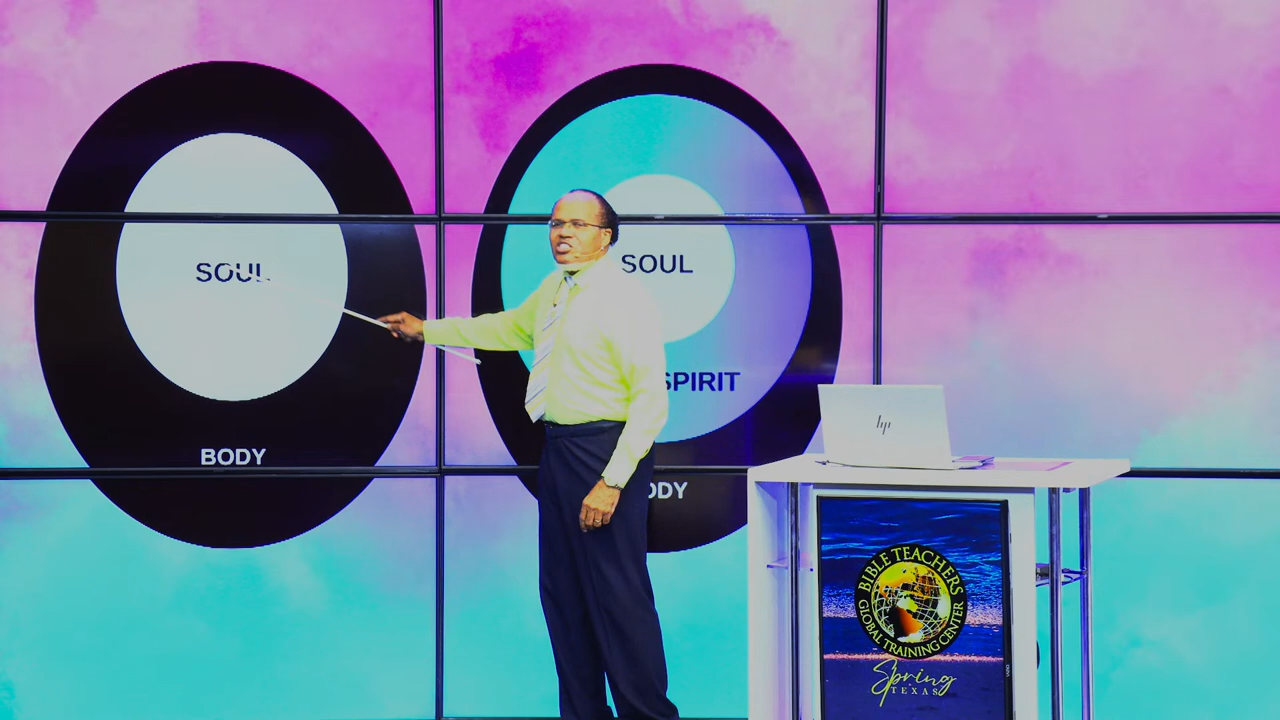 SOUL
BODY
SOUL
SPIRIT
ODY
hp
BIBLE TEACHERS
GLOBAL TRAINING CENTER
Spring
TEXAS